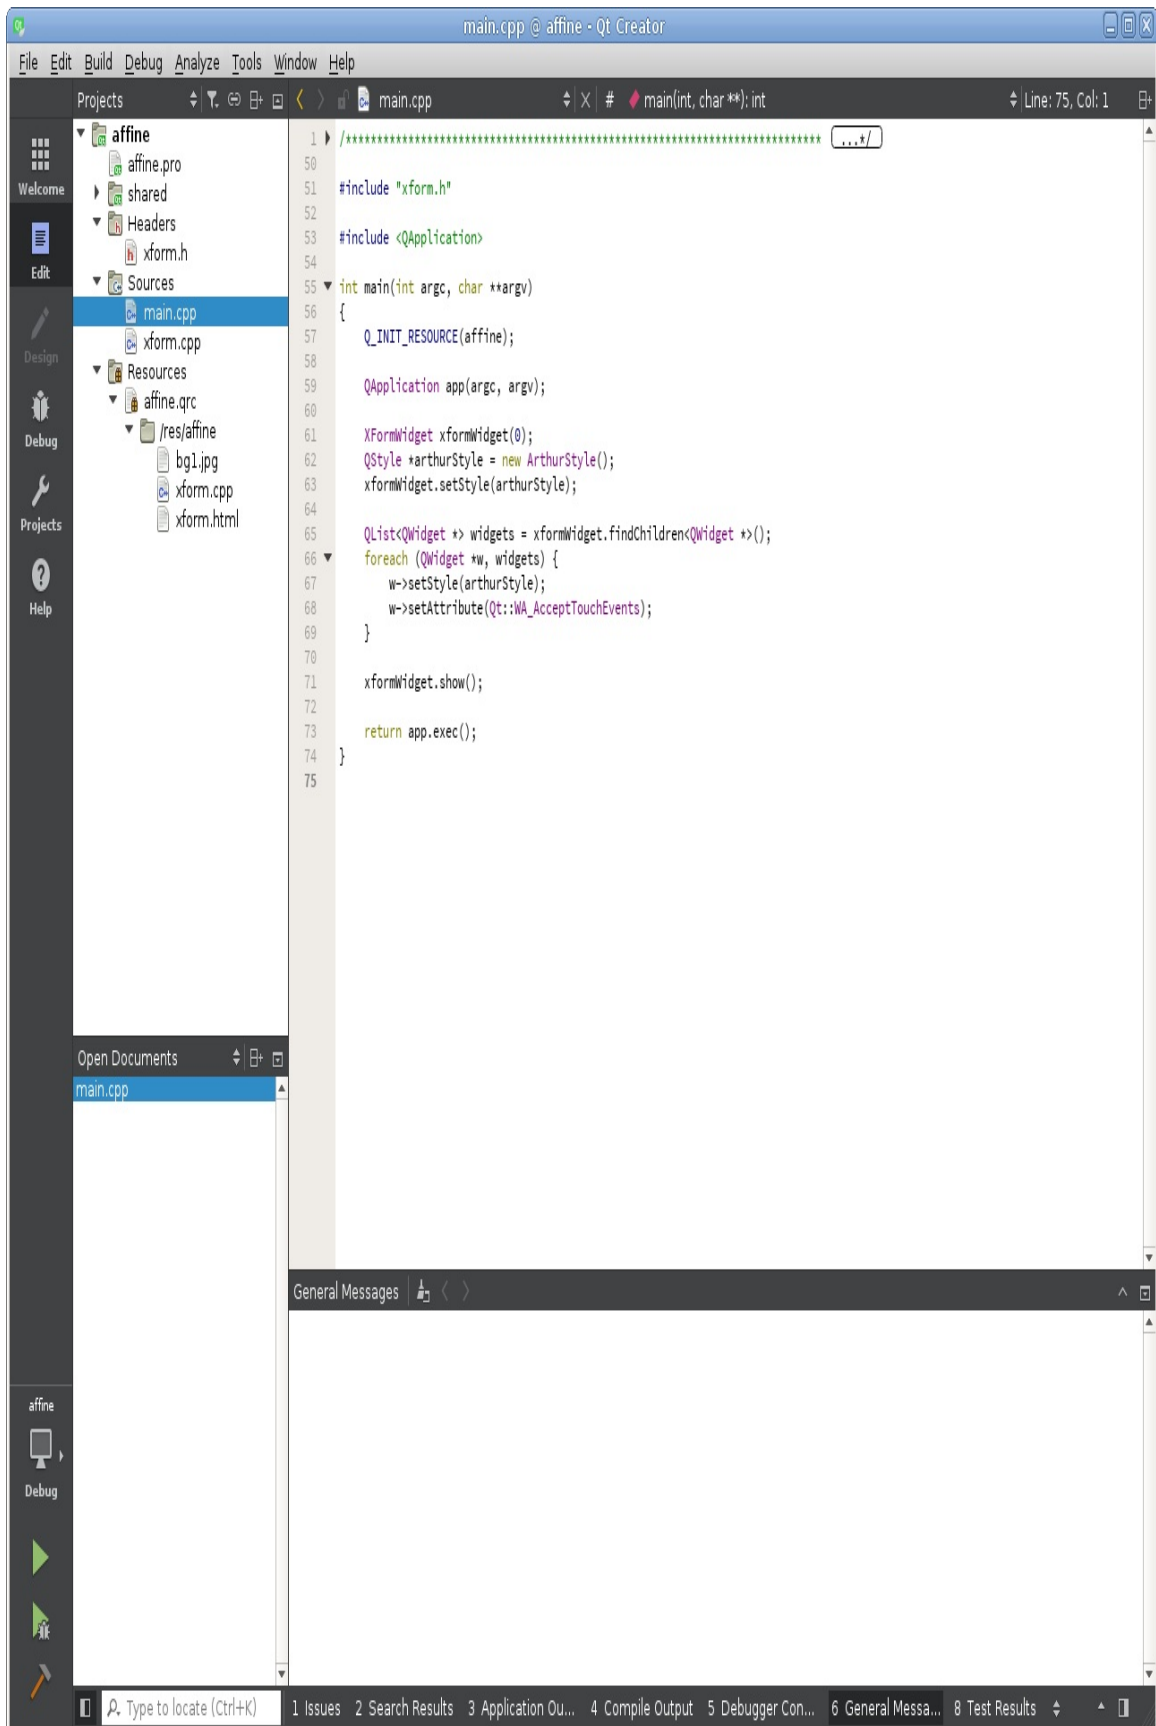 main.cpp @ affine - Qt Creator
File Edit Build Debug Analyze Tools Window Help
Projects
main.cpp
# main(int, char **): int
Line: 75, Col: 1
Welcome
Edit
Design
Debug
Projects
Help
affine
affine.pro
shared
Headers
xform.h
Sources
main.cpp
xform.cpp
Resources
affine.qrc
/res/affine
bg1.jpg
xform.cpp
xform.html
1 /**************************************************************************** ...*/
50
51 #include "xform.h"
52
53 #include <QApplication>
54
55 int main(int argc, char **argv)
56 {
57 Q_INIT_RESOURCE(affine);
58
59 QApplication app(argc, argv);
60
61 XFormWidget xformWidget(0);
62 QStyle *arthurStyle = new ArthurStyle();
63 xformWidget.setStyle(arthurStyle);
64
65 QList<QWidget *> widgets = xformWidget.findChildren<QWidget *>();
66 foreach (QWidget *w, widgets) {
67 w->setStyle(arthurStyle);
68 w->setAttribute(Qt::WA_AcceptTouchEvents);
69 }
70
71 xformWidget.show();
72
73 return app.exec();
74 }
75
Open Documents
main.cpp
General Messages
affine
Debug
Type to locate (Ctrl+K)
1 Issues 2 Search Results 3 Application Ou... 4 Compile Output 5 Debugger Con... 6 General Messa... 8 Test Results